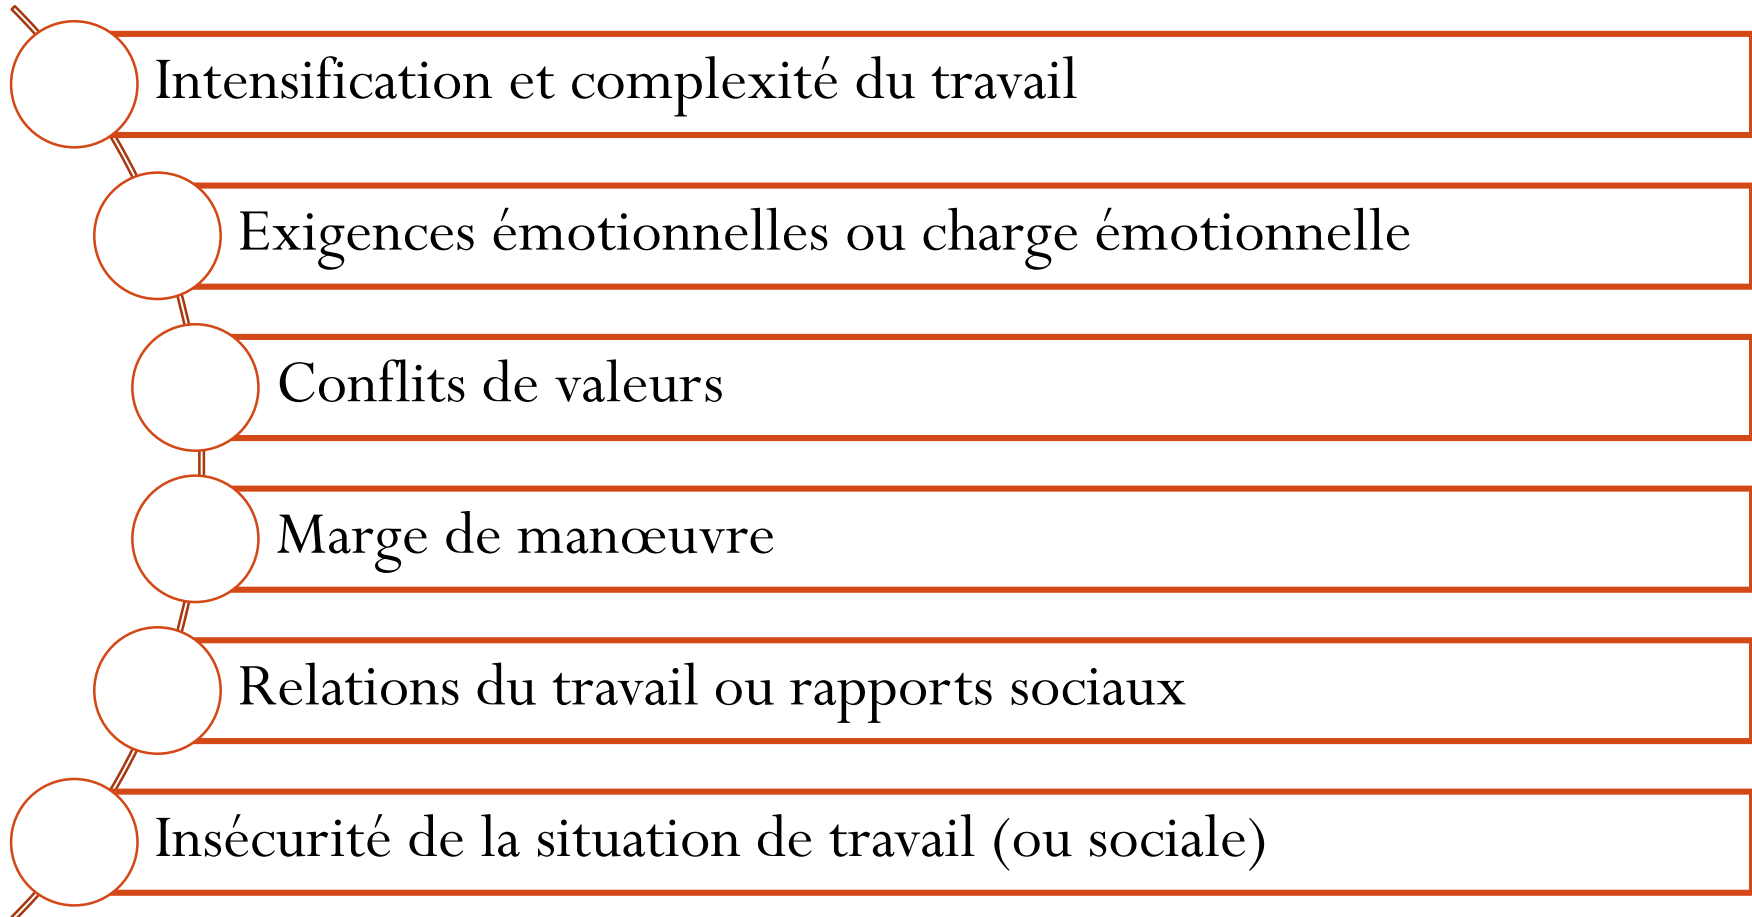 Intensification et complexité du travail
Exigences émotionnelles ou charge émotionnelle
Conflits de valeurs
Marge de manœuvre
Relations du travail ou rapports sociaux
Insécurité de la situation de travail (ou sociale)